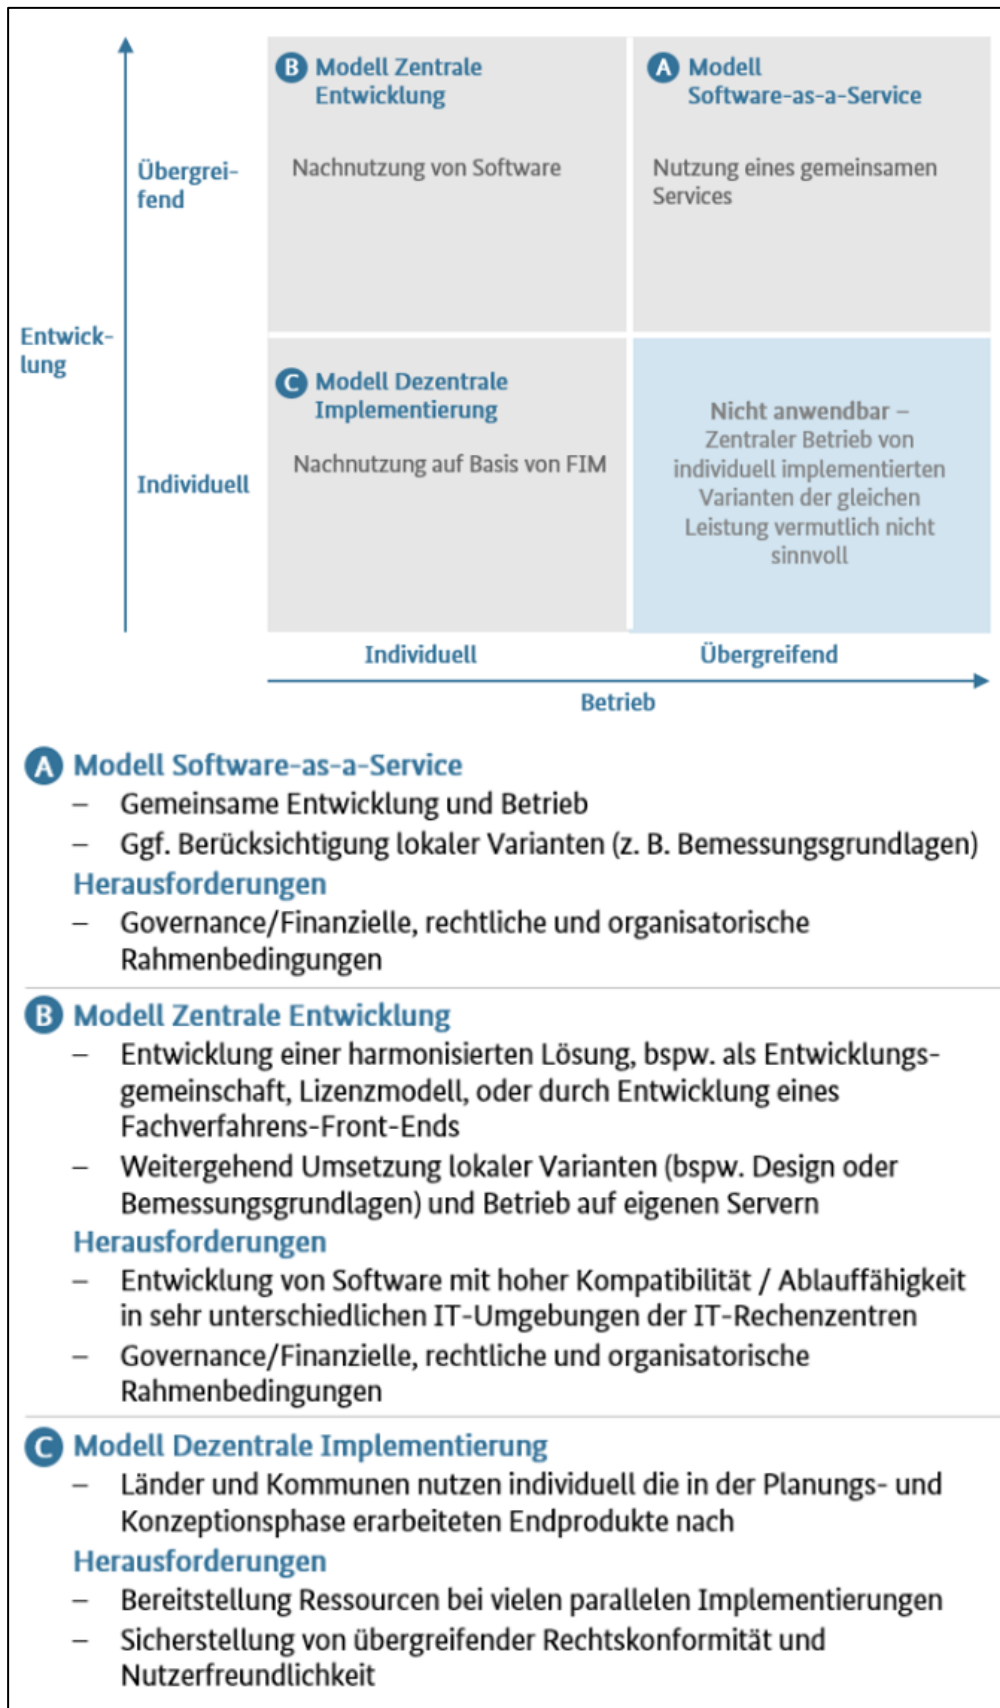 B Modell Zentrale
Entwicklung
Nachnutzung von Software
A Modell
Software-as-a-Service
Nutzung eines gemeinsamen
Services
Übergrei-
fend
Entwick-
lung
C Modell Dezentrale
Implementierung
Nachnutzung auf Basis von FIM
Nicht anwendbar –
Zentraler Betrieb von
individuell implementierten
Varianten der gleichen
Leistung vermutlich nicht
sinnvoll
Individuell
Individuell
Übergreifend
Betrieb
A Modell Software-as-a-Service
– Gemeinsame Entwicklung und Betrieb
– Ggf. Berücksichtigung lokaler Varianten (z. B. Bemessungsgrundlagen)
Herausforderungen
– Governance/Finanzielle, rechtliche und organisatorische
Rahmenbedingungen
B Modell Zentrale Entwicklung
– Entwicklung einer harmonisierten Lösung, bspw. als Entwicklungs-
gemeinschaft, Lizenzmodell, oder durch Entwicklung eines
Fachverfahrens-Front-Ends
– Weitergehend Umsetzung lokaler Varianten (bspw. Design oder
Bemessungsgrundlagen) und Betrieb auf eigenen Servern
Herausforderungen
– Entwicklung von Software mit hoher Kompatibilität / Ablauffähigkeit
in sehr unterschiedlichen IT-Umgebungen der IT-Rechenzentren
– Governance/Finanzielle, rechtliche und organisatorische
Rahmenbedingungen
C Modell Dezentrale Implementierung
– Länder und Kommunen nutzen individuell die in der Planungs- und
Konzeptionsphase erarbeiteten Endprodukte nach
Herausforderungen
– Bereitstellung Ressourcen bei vielen parallelen Implementierungen
– Sicherstellung von übergreifender Rechtskonformität und
Nutzerfreundlichkeit